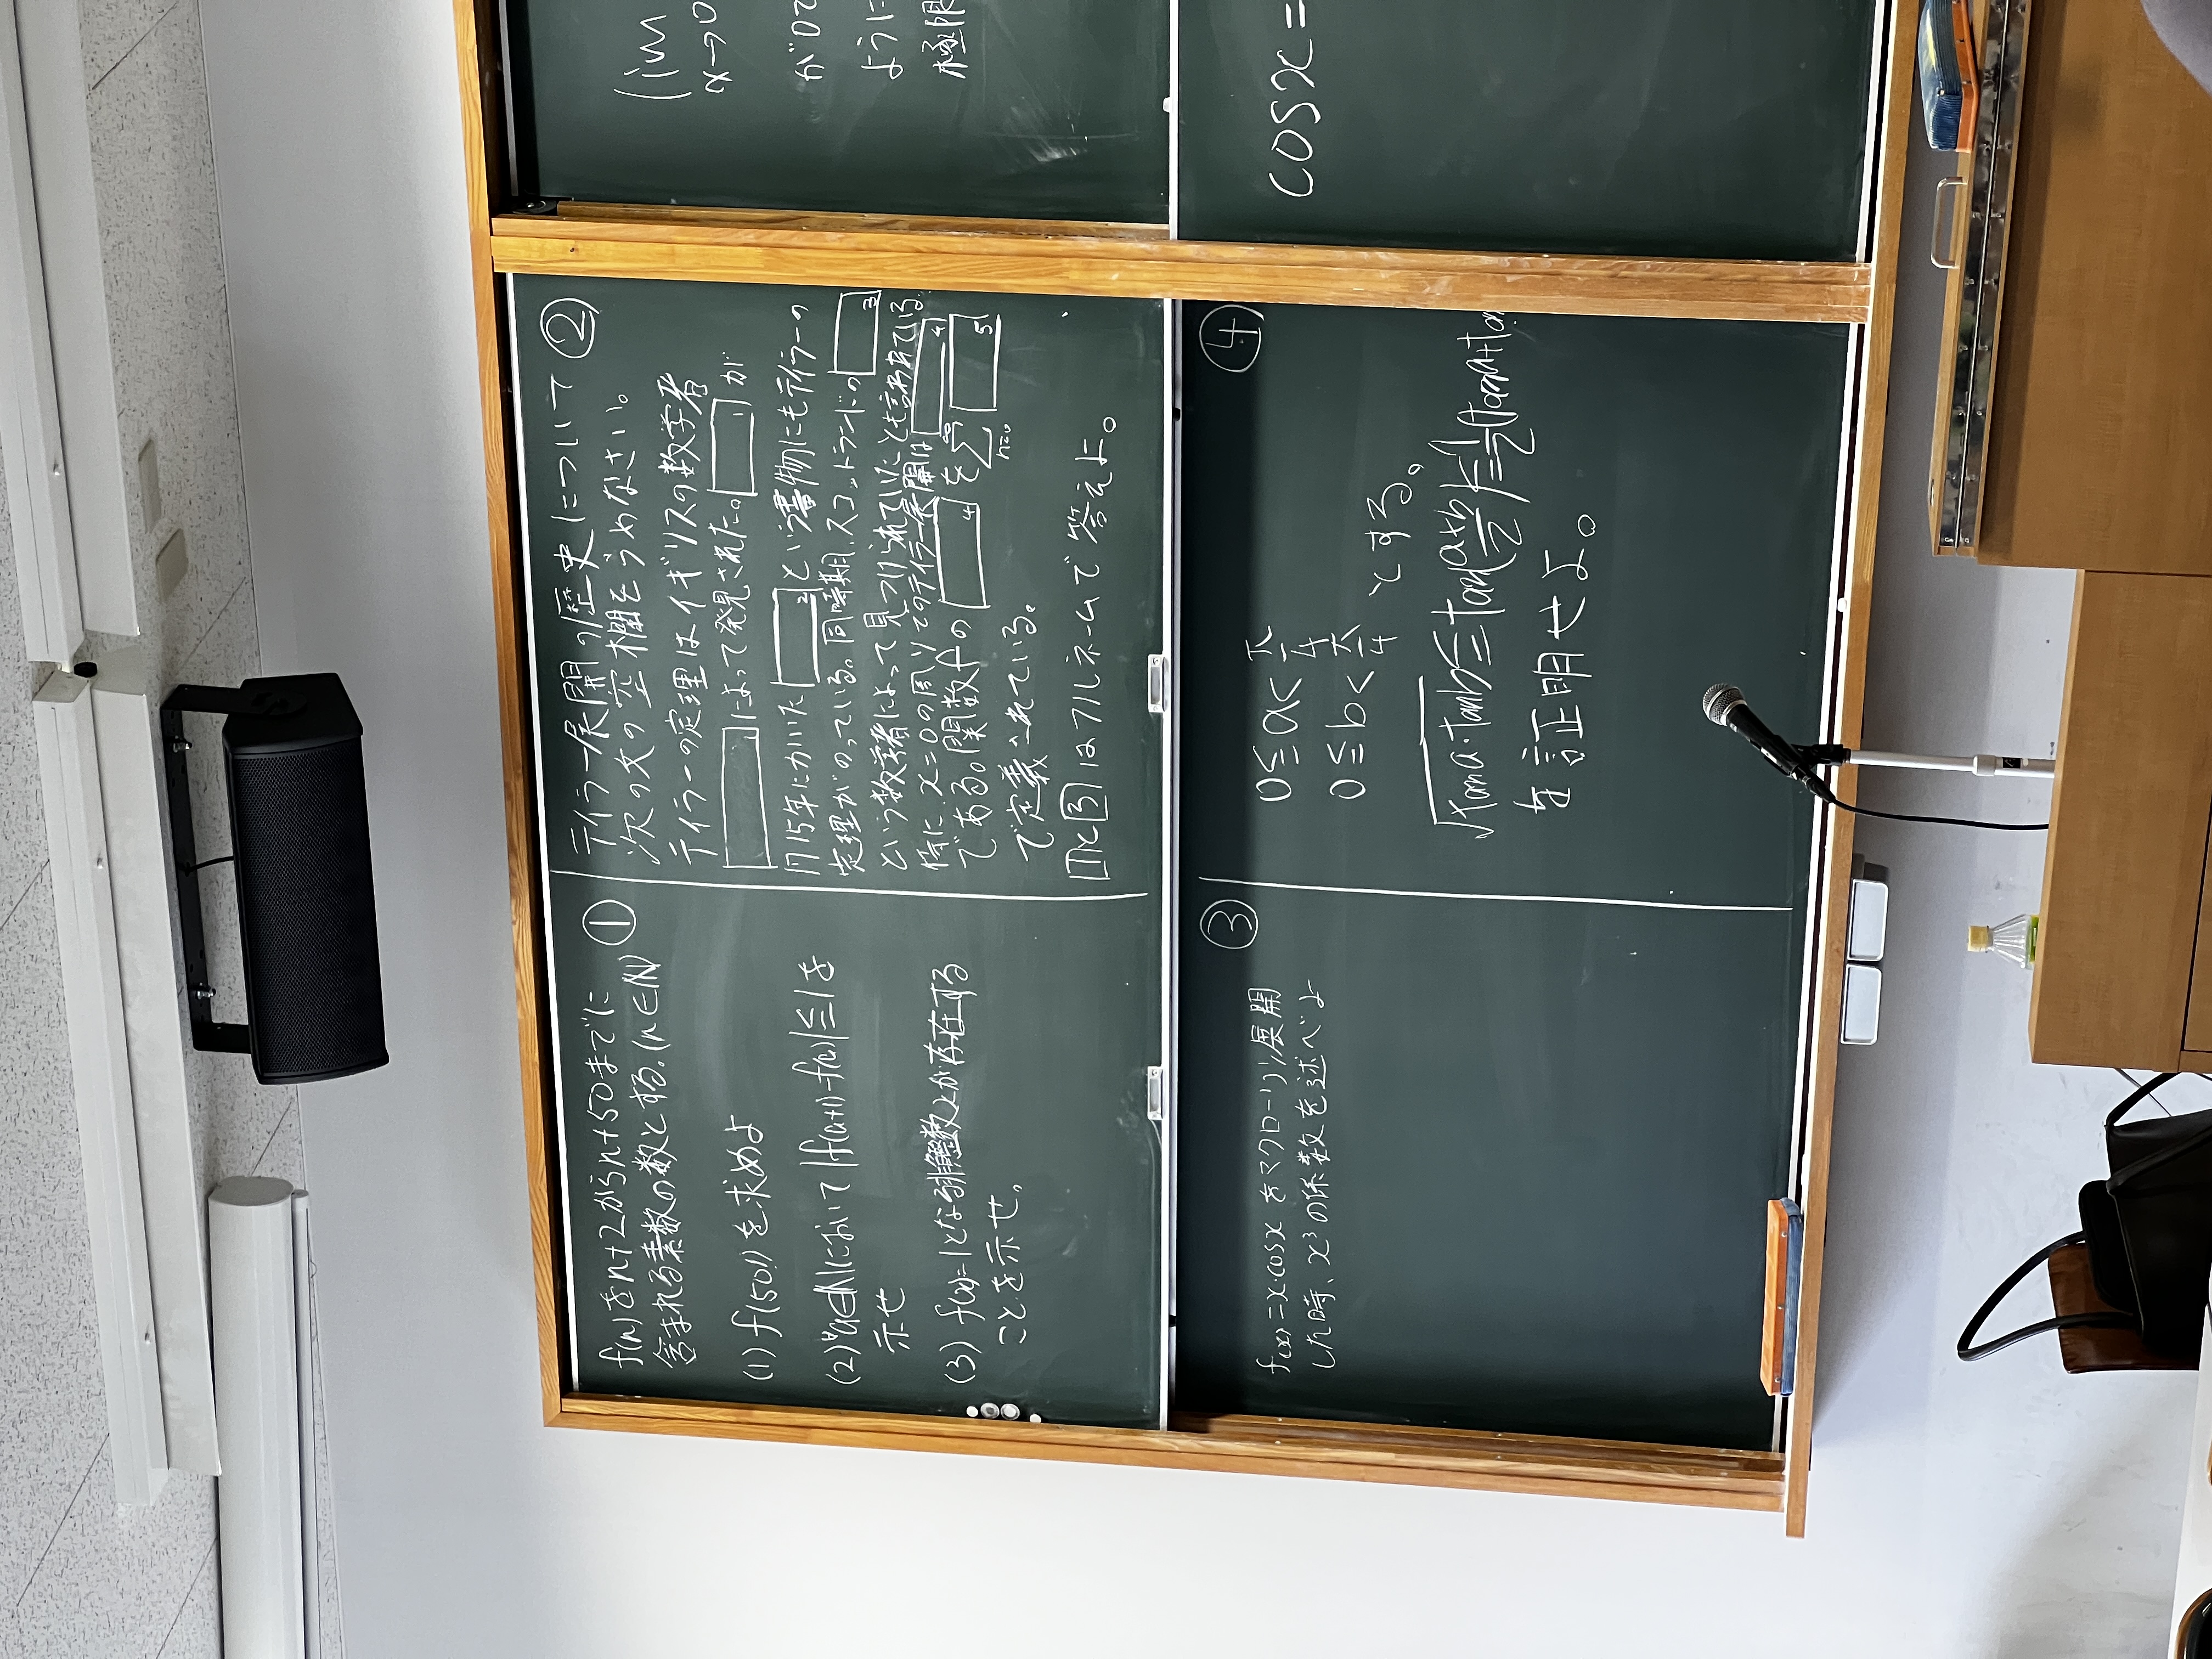 ①
f(n)をn+2からn+50までに
含まれる素数の数とする.(n∈ℕ)
(1) f(50!)を求めよ
(2) ∀a∈ℕにおいて |f(a+1)-f(a)|≦1を
示せ
(3) f(x)=1となる非整数xが存在する
ことを示せ。
②
テイラー展開の歴史について
次の文の空欄をうめなさい。
テイラーの定理はイギリスの数学者
1によって発見された。1が
1715年にかいた2という書物にもテイラーの
定理がのっている。同時期、スコットランドの3
という数学者によって見つけられていたとも言われている.
特に x=0の周りでのテイラー展開は4
である。関数fの4を∑ n=0 ∞ 5
で定義されている。
1と3はフルネームで答えよ。
③
f(x)=x・cosxをマクローリン展開
した時、x³の係数を述べよ
④
0≦a<π/4
0≦b<π/4 とする。
√tan a・tan b≦tan(a+b/2)≦1/2(tan a+tan
を証明せよ。
lim
x→0
が0で
ように
極限
cosx=